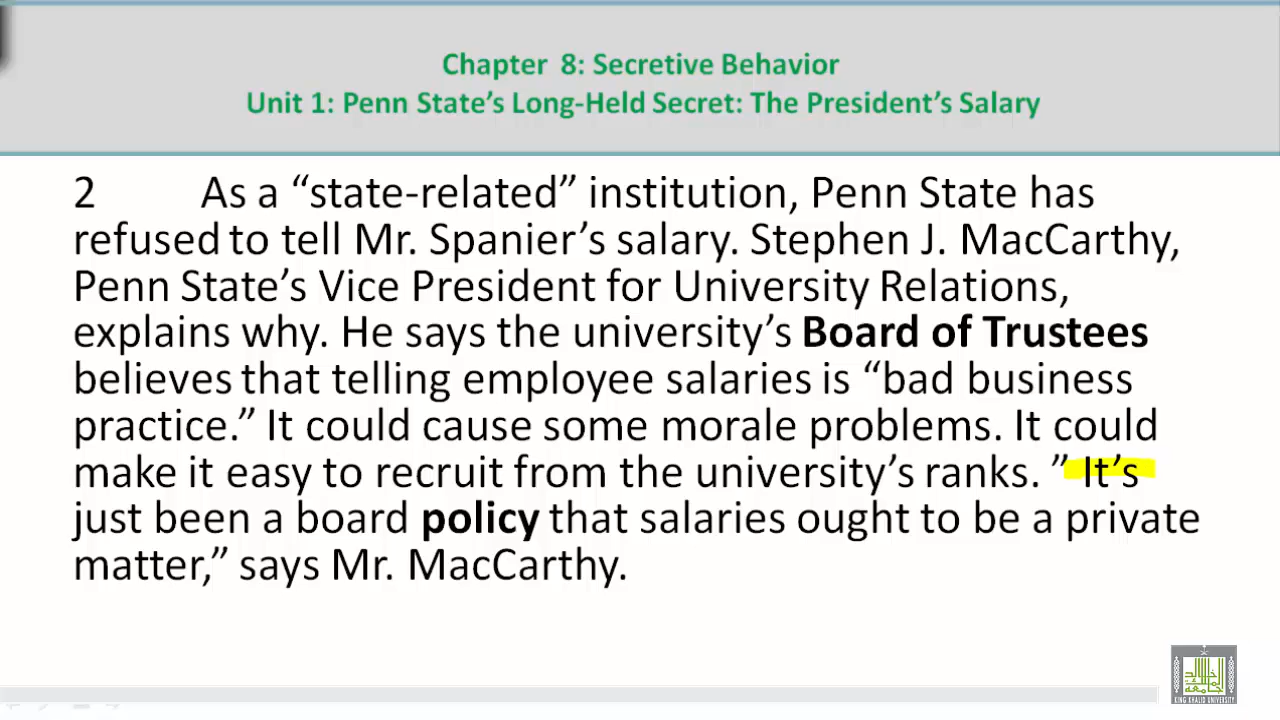 Chapter 8: Secretive Behavior
Unit 1: Penn State’s Long-Held Secret: The President’s Salary
2 As a “state-related” institution, Penn State has
refused to tell Mr. Spanier’s salary. Stephen J. MacCarthy,
Penn State’s Vice President for University Relations,
explains why. He says the university’s Board of Trustees
believes that telling employee salaries is “bad business
practice.” It could cause some morale problems. It could
make it easy to recruit from the university’s ranks. ” It’s
just been a board policy that salaries ought to be a private
matter,” says Mr. MacCarthy.
KING KHALID UNIVERSITY